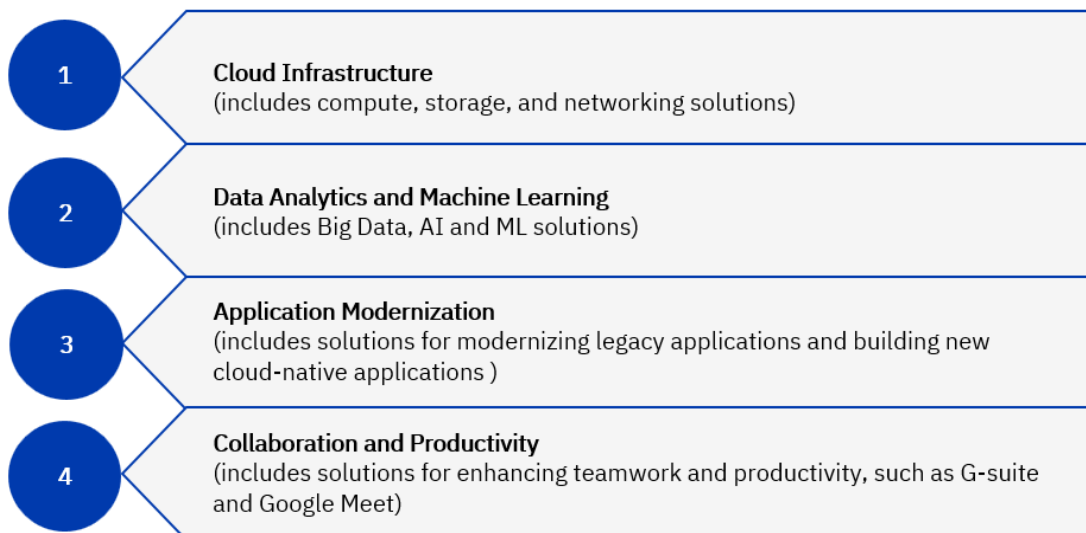 1
Cloud Infrastructure
(includes compute, storage, and networking solutions)
2
Data Analytics and Machine Learning
(includes Big Data, AI and ML solutions)
3
Application Modernization
(includes solutions for modernizing legacy applications and building new
cloud-native applications )
4
Collaboration and Productivity
(includes solutions for enhancing teamwork and productivity, such as G-suite
and Google Meet)